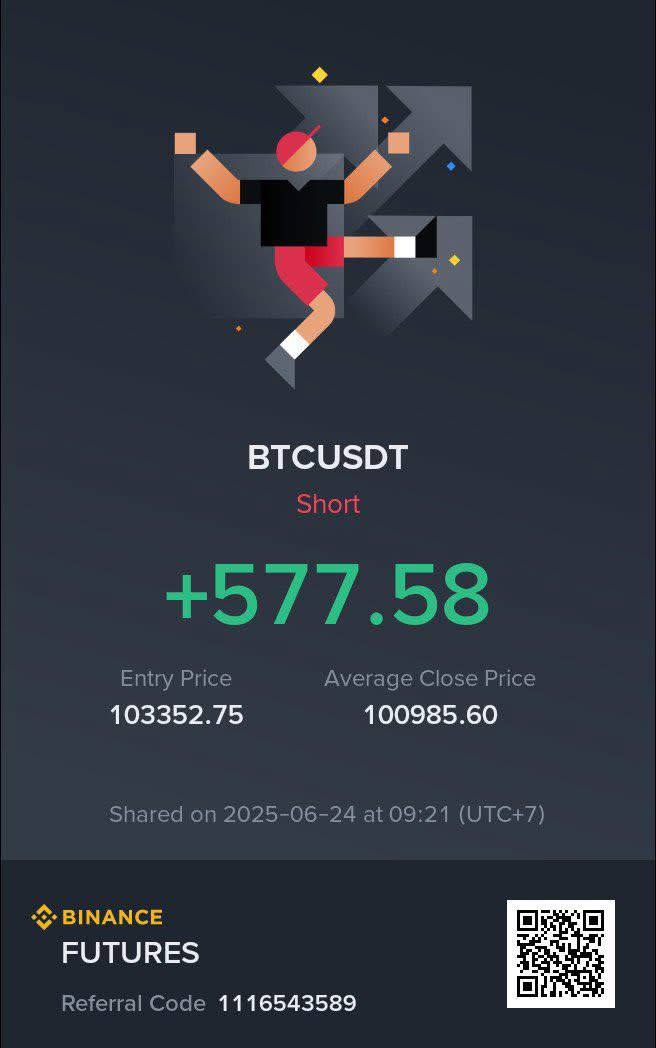 BTCUSDT
Short
+577.58
Entry Price Average Close Price
103352.75 100985.60
Shared on 2025-06-24 at 09:21 (UTC+7)
BINANCE
FUTURES
Referral Code 1116543589